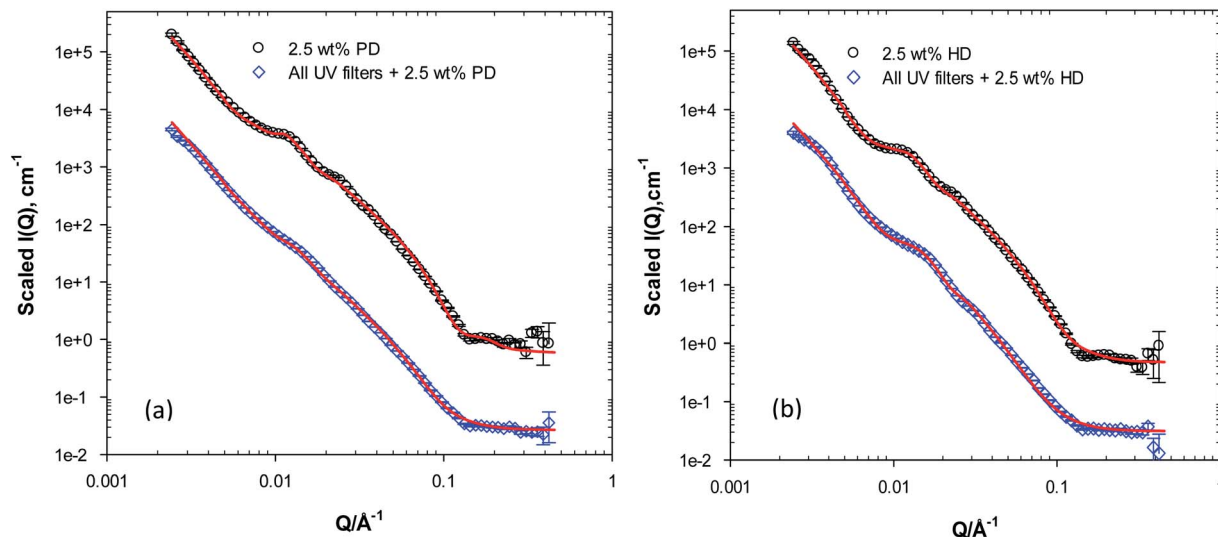 2.5 wt% PD
All UV filters + 2.5 wt% PD
1e+5
1e+4
1e+3
1e+2
1e+1
1e+0
1e-1
1e-2
Scaled I(Q), cm-1
(a)
0.001
0.01
0.1
1
Q/Å-1
2.5 wt% HD
All UV filters + 2.5 wt% HD
1e+5
1e+4
1e+3
1e+2
1e+1
1e+0
1e-1
1e-2
Scaled I(Q),cm-1
(b)
0.001
0.01
0.1
Q/Å-1